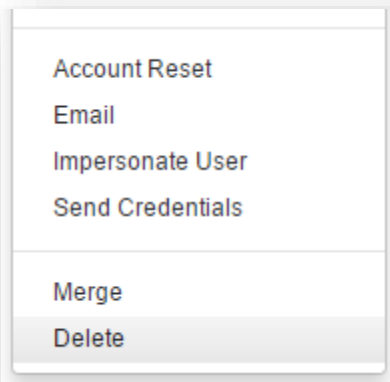 Account Reset
Email
Impersonate User
Send Credentials
Merge
Delete